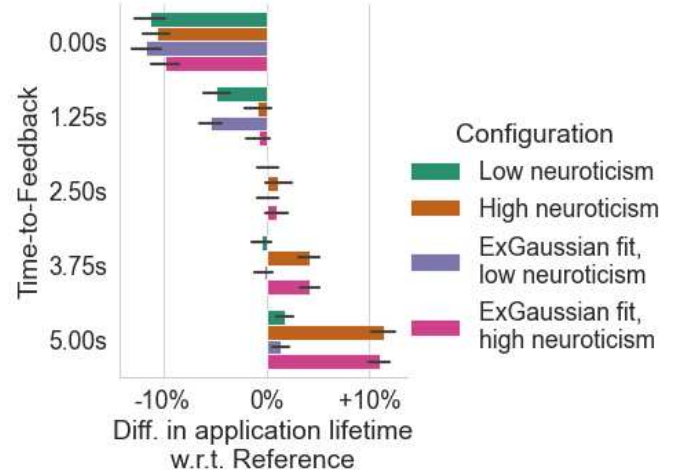 Time-to-Feedback
0.00s
1.25s
2.50s
3.75s
5.00s
-10%
0%
+10%
Diff. in application lifetime
w.r.t. Reference
Configuration
Low neuroticism
High neuroticism
ExGaussian fit,
low neuroticism
ExGaussian fit,
high neuroticism